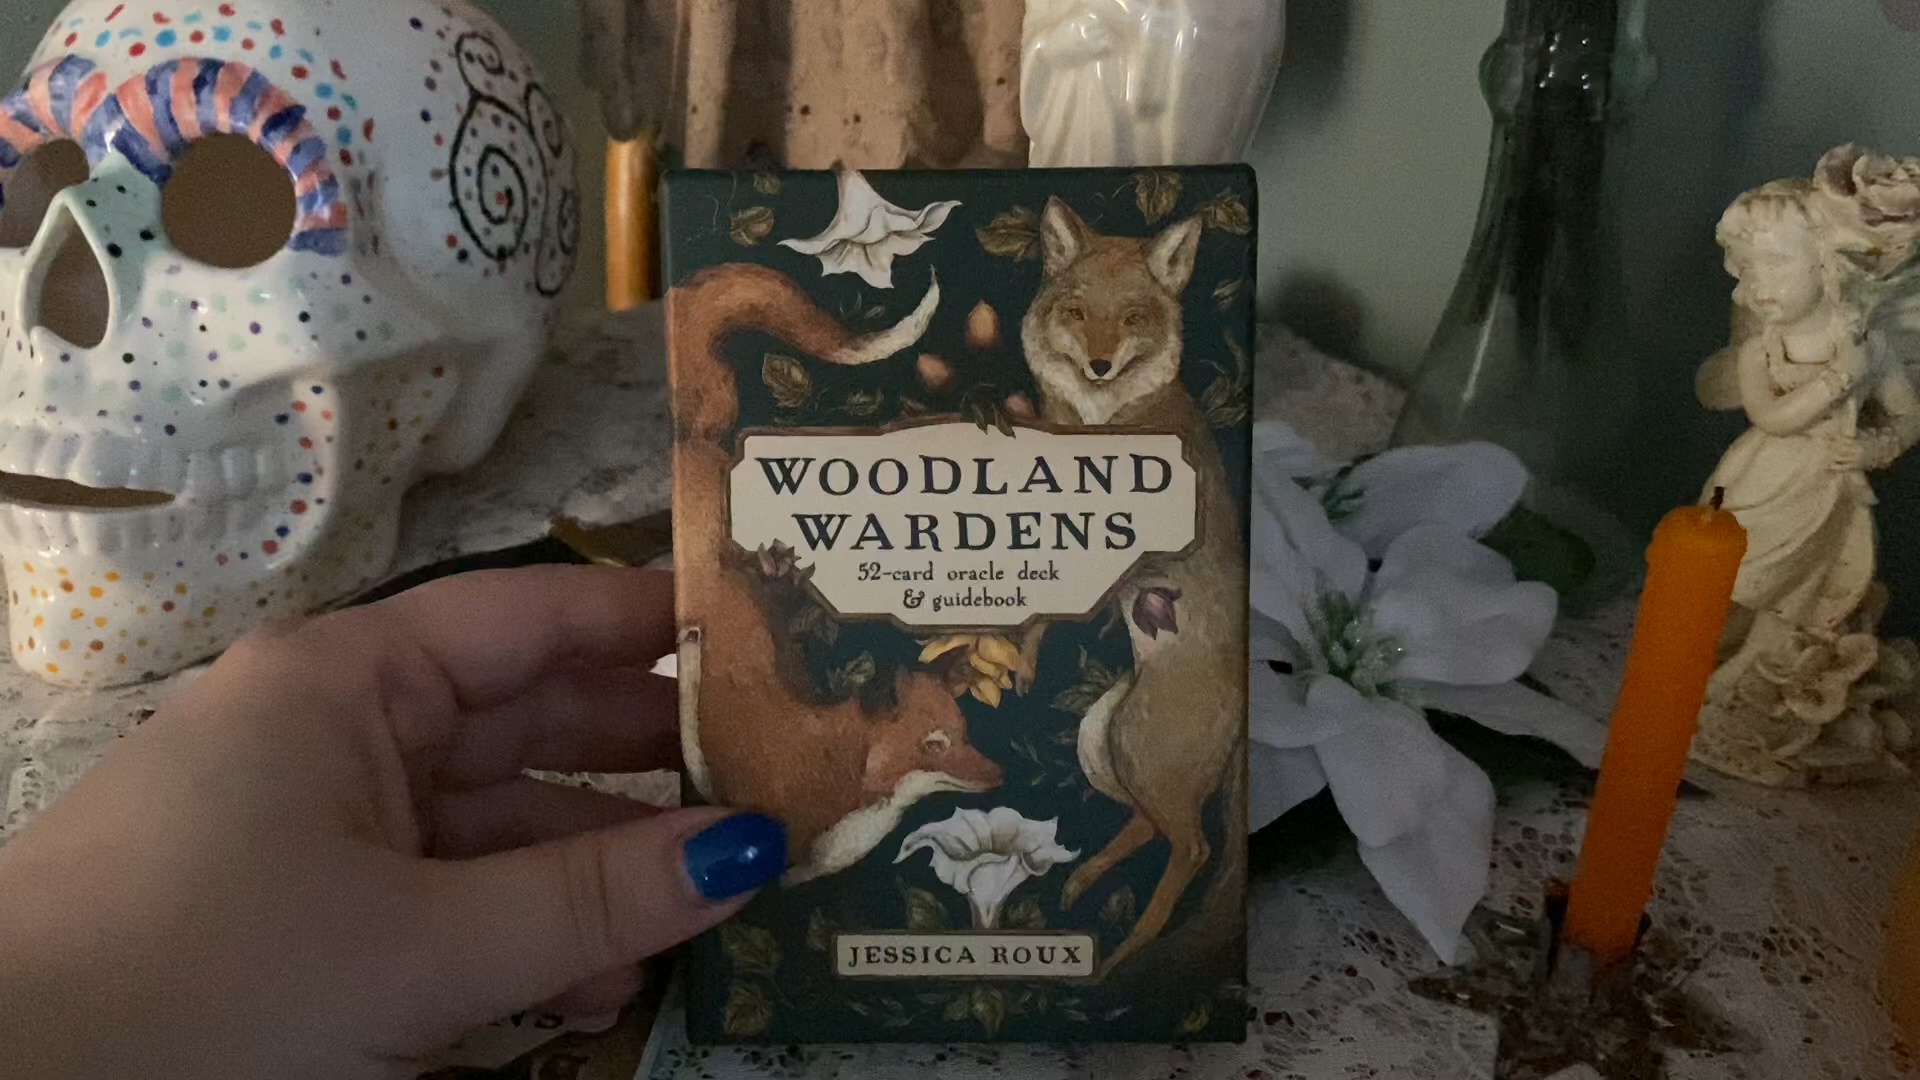 WOODLAND
WARDENS
52-card oracle deck
& guidebook
JESSICA ROUX